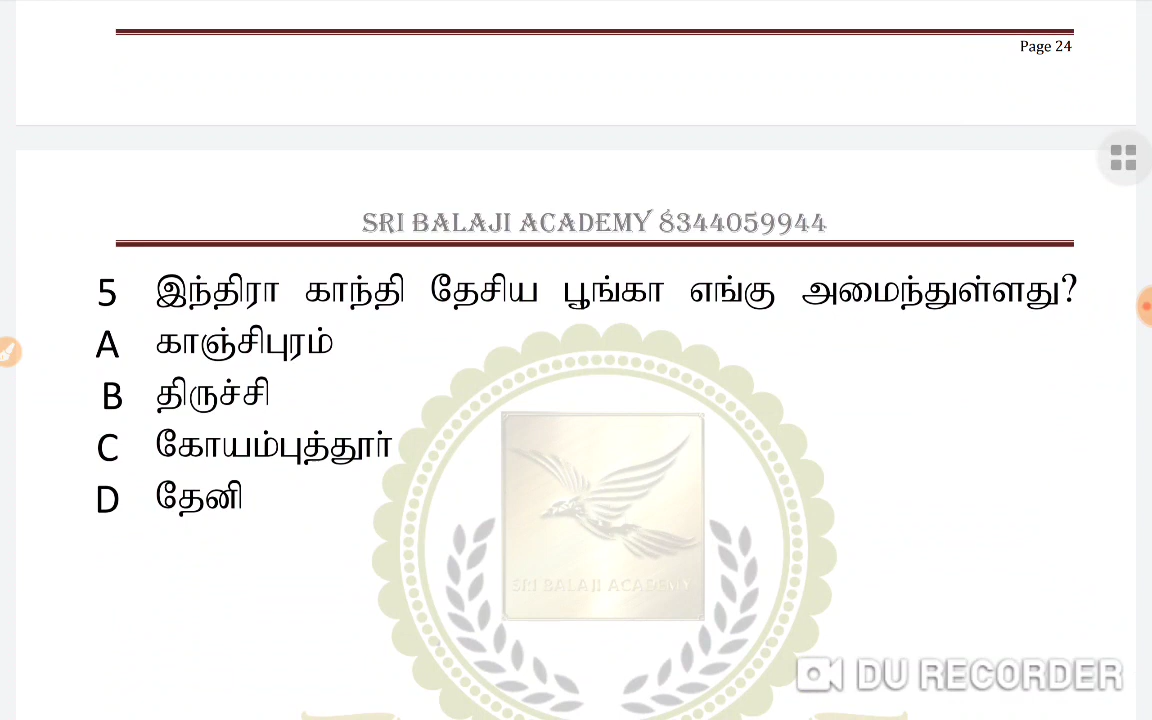 Page 24
SRI BALAJI ACADEMY 8344059944
5 இந்திரா காந்தி தேசிய பூங்கா எங்கு அமைந்துள்ளது?
A காஞ்சிபுரம்
B திருச்சி
C கோயம்புத்தூர்
D தேனி
SRI BALAJI ACADEMY
DU RECORDER